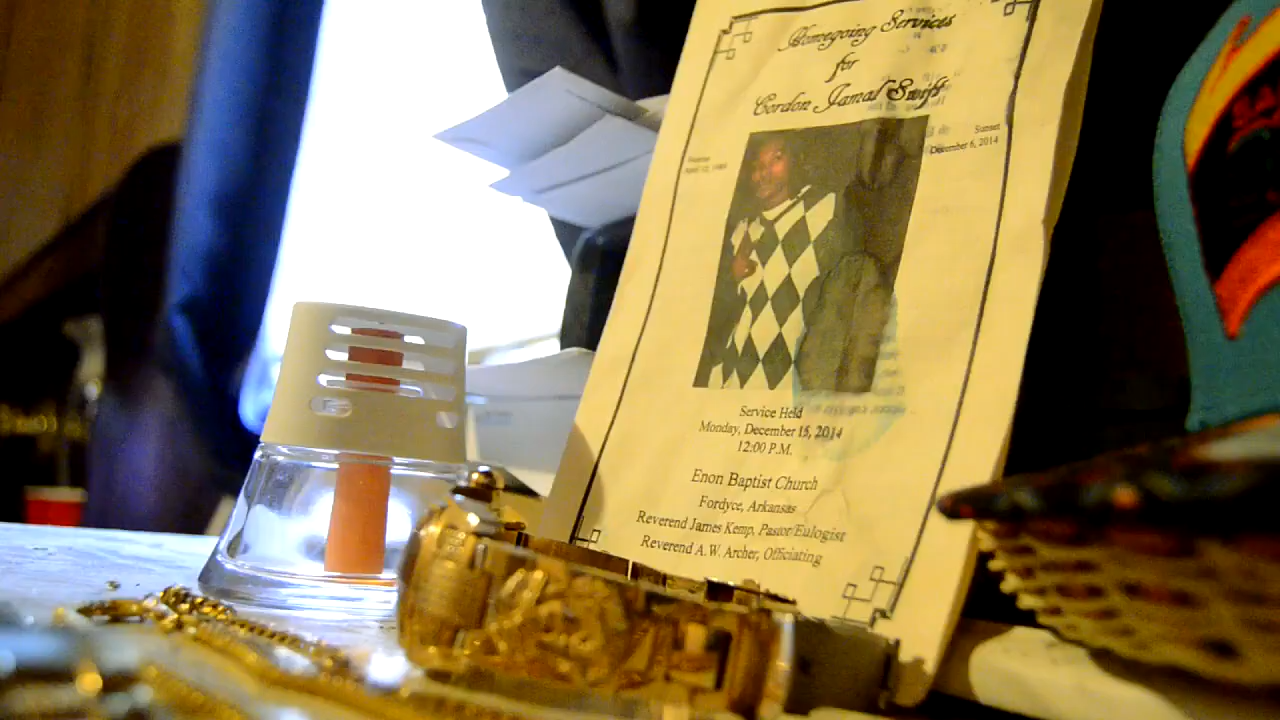 Homegoing Services
for
Cordon Jamal Swift
Sunset
December 6, 2014
Service Held
Monday, December 15, 2014
12:00 P.M.
Enon Baptist Church
Fordyce, Arkansas
Reverend James Kemp, Pastor/Eulogist
Reverend A.W. Archer, Officiating